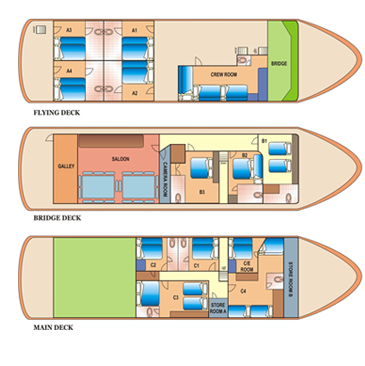 A3 A1
A4 A2
CREW ROOM
BRIDGE
FLYING DECK
GALLEY
SALOON
CAMERA ROOM
B3
B2
B1
BRIDGE DECK
C2
C1
C3
STORE
ROOM A
C/E
ROOM
C4
STORE ROOM B
MAIN DECK